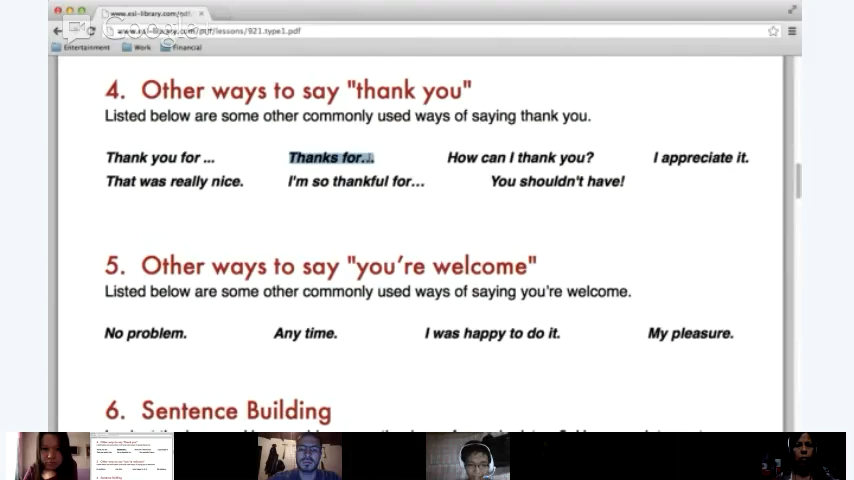 www.esl-library.com/pdf
Google
www.esl-library.com/pdf/lessons/921.type1.pdf
Entertainment Work Financial
4. Other ways to say "thank you"
Listed below are some other commonly used ways of saying thank you.
Thank you for ... Thanks for... How can I thank you? I appreciate it.
That was really nice. I'm so thankful for... You shouldn't have!
5. Other ways to say "you're welcome"
Listed below are some other commonly used ways of saying you're welcome.
No problem. Any time. I was happy to do it. My pleasure.
6. Sentence Building